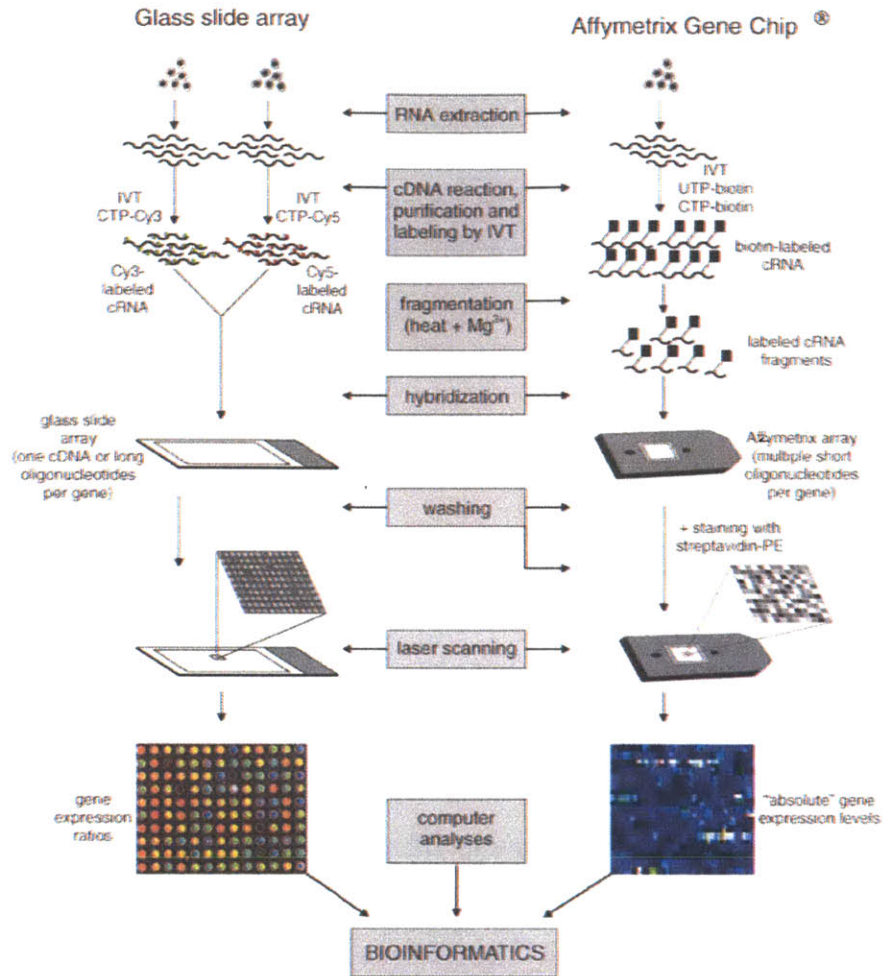 Glass slide array
Affymetrix Gene Chip ®
RNA extraction
IVT
CTP-Cy3
IVT
CTP-Cy5
cDNA reaction,
purification and
labeling by IVT
IVT
UTP-biotin
CTP-biotin
Cy3-
labeled
cRNA
Cy5-
labeled
cRNA
biotin-labeled
cRNA
fragmentation
(heat + Mg2+)
labeled cRNA
fragments
hybridization
glass slide
array
(one cDNA or long
oligonucleotides
per gene)
Affymetrix array
(multiple short
oligonucleotides
per gene)
washing
+ staining with
streptavidin-PE
laser scanning
gene
expression
ratios
computer
analyses
"absolute" gene
expression levels
BIOINFORMATICS